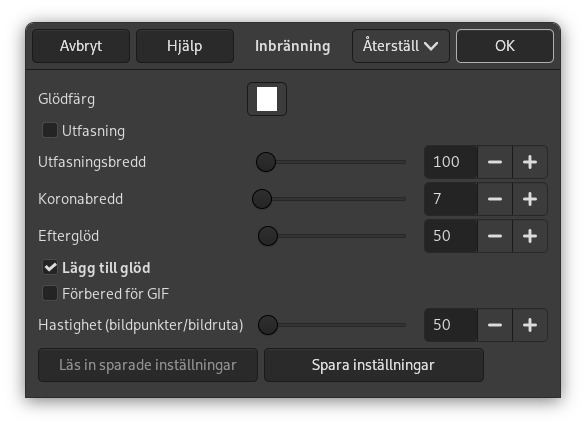 Avbryt Hjälp Inbränning Återställ OK
Glödfärg
Utfasning
Utfasningsbredd 100
Koronabredd 7
Efterglöd 50
Lägg till glöd
Förbered för GIF
Hastighet (bildpunkter/bildruta) 50
Läs in sparade inställningar Spara inställningar